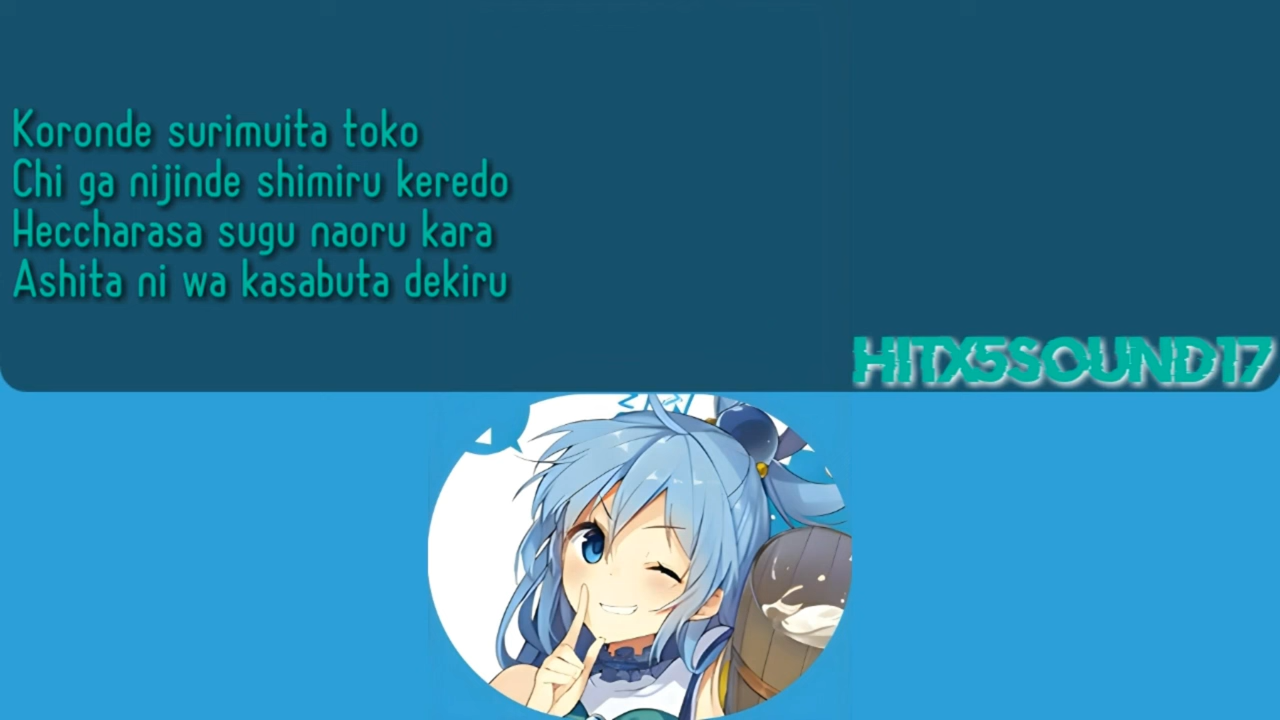 Koronde surimuita toko
Chi ga nijinde shimiru keredo
Heccharasa sugu naoru kara
Ashita ni wa kasabuta dekiru
HITX5SOUND17